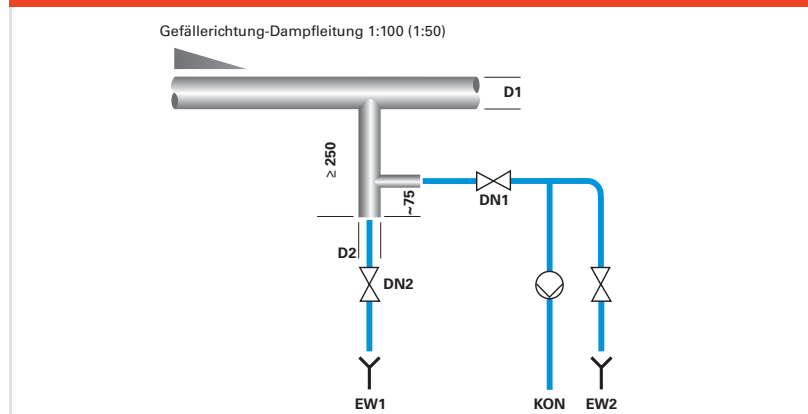 Gefällerichtung-Dampfleitung 1:100 (1:50)
D1
≥ 250
~75
DN1
D2
DN2
EW1
KON
EW2